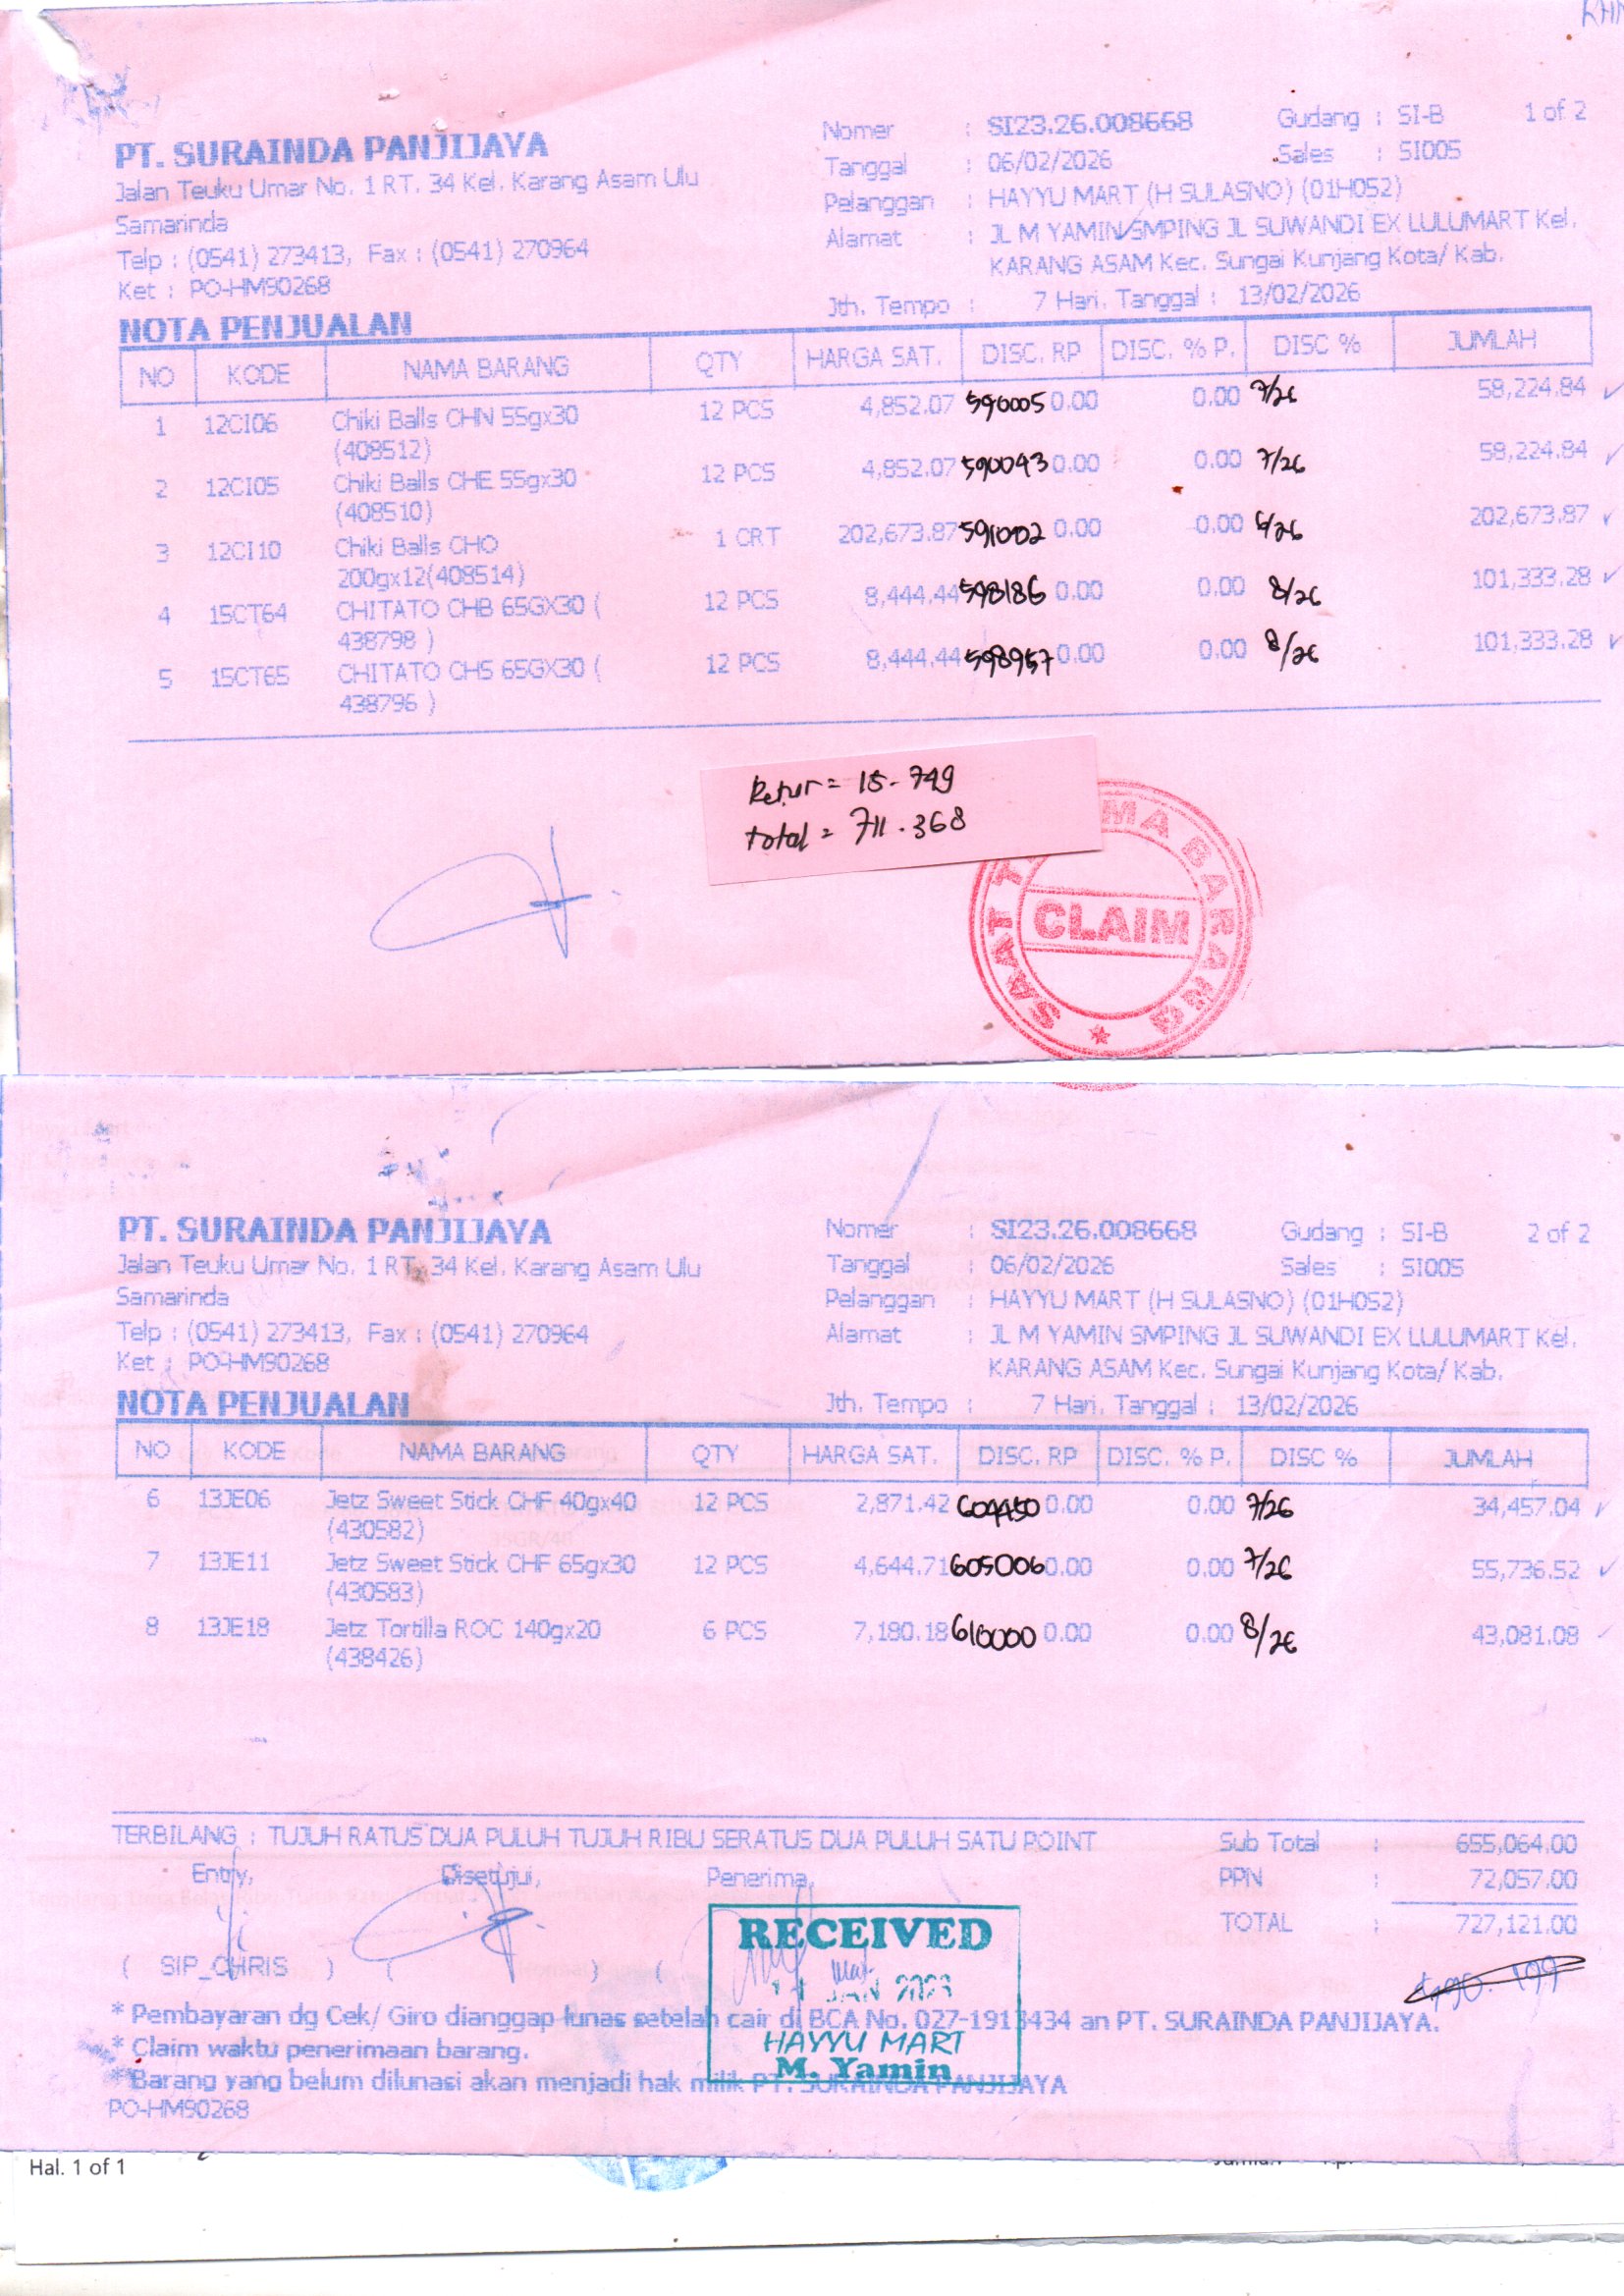 PT. SURAINDA PANJIJAYA
Jalan Teuku Umar No. 1 RT. 34 Kel. Karang Asam Ulu
Samarinda
Telp : (0541) 273413, Fax : (0541) 270964
Ket : PO-HM90268
NOTA PENJUALAN
Nomer : SI23.26.008668 Gudang : SI-B 1 of 2
Tanggal : 06/02/2026 Sales : SI005
Pelanggan : HAYYU MART (H SULASNO) (01H052)
Alamat : JL M YAMIN SMPING JL SUWANDI EX LULUMART Kel.
KARANG ASAM Kec. Sungai Kunjang Kota/ Kab.
Jth. Tempo : 7 Hari. Tanggal : 13/02/2026
NO KODE NAMA BARANG QTY HARGA SAT. DISC. RP DISC. % P. DISC % JUMLAH
1 12CI06 Chiki Balls CHN 55gx30 12 PCS 4,852.07 590005 0.00 0.00 7/26 58,224.84
(408512)
2 12CI05 Chiki Balls CHE 55gx30 12 PCS 4,852.07 590043 0.00 0.00 7/26 58,224.84
(408510)
3 12CI10 Chiki Balls CHO 1 CRT 202,673.87 591002 0.00 0.00 6/26 202,673.87
200gx12(408514)
4 15CT64 CHITATO CHB 65GX30 ( 12 PCS 8,444.44 598186 0.00 0.00 8/26 101,333.28
438798 )
5 15CT65 CHITATO CHS 65GX30 ( 12 PCS 8,444.44 598957 0.00 0.00 8/26 101,333.28
438796 )
Retur = 15.749
total = 711.368
SAAT T MA BARANG
CLAIM
PT. SURAINDA PANJIJAYA
Jalan Teuku Umar No. 1 RT. 34 Kel. Karang Asam Ulu
Samarinda
Telp : (0541) 273413, Fax : (0541) 270964
Ket : PO-HM90268
NOTA PENJUALAN
Nomer : SI23.26.008668 Gudang : SI-B 2 of 2
Tanggal : 06/02/2026 Sales : SI005
Pelanggan : HAYYU MART (H SULASNO) (01H052)
Alamat : JL M YAMIN SMPING JL SUWANDI EX LULUMART Kel.
KARANG ASAM Kec. Sungai Kunjang Kota/ Kab.
Jth. Tempo : 7 Hari. Tanggal : 13/02/2026
NO KODE NAMA BARANG QTY HARGA SAT. DISC. RP DISC. % P. DISC % JUMLAH
6 13JE06 Jetz Sweet Stick CHF 40gx40 12 PCS 2,871.42 604450 0.00 0.00 7/26 34,457.04
(430582)
7 13JE11 Jetz Sweet Stick CHF 65gx30 12 PCS 4,644.71 605006 0.00 0.00 7/26 55,736.52
(430583)
8 13JE18 Jetz Tortilla ROC 140gx20 6 PCS 7,180.18 610000 0.00 0.00 8/26 43,081.08
(438426)
TERBILANG : TUJUH RATUS DUA PULUH TUJUH RIBU SERATUS DUA PULUH SATU POINT
Sub Total : 655,064.00
PPN : 72,057.00
TOTAL : 727,121.00
Entry, Disetujui, Penerima,
( SIP_CHRIS ) ( ) (
RECEIVED
JAN
HAYYU MART
M. Yamin
* Pembayaran dg Cek/ Giro dianggap lunas setelah cair di BCA No. 027-1913434 an PT. SURAINDA PANJIJAYA.
* Claim waktu penerimaan barang.
* Barang yang belum dilunasi akan menjadi hak milik PT. SURAINDA PANJIJAYA
PO-HM90268
Hal. 1 of 1